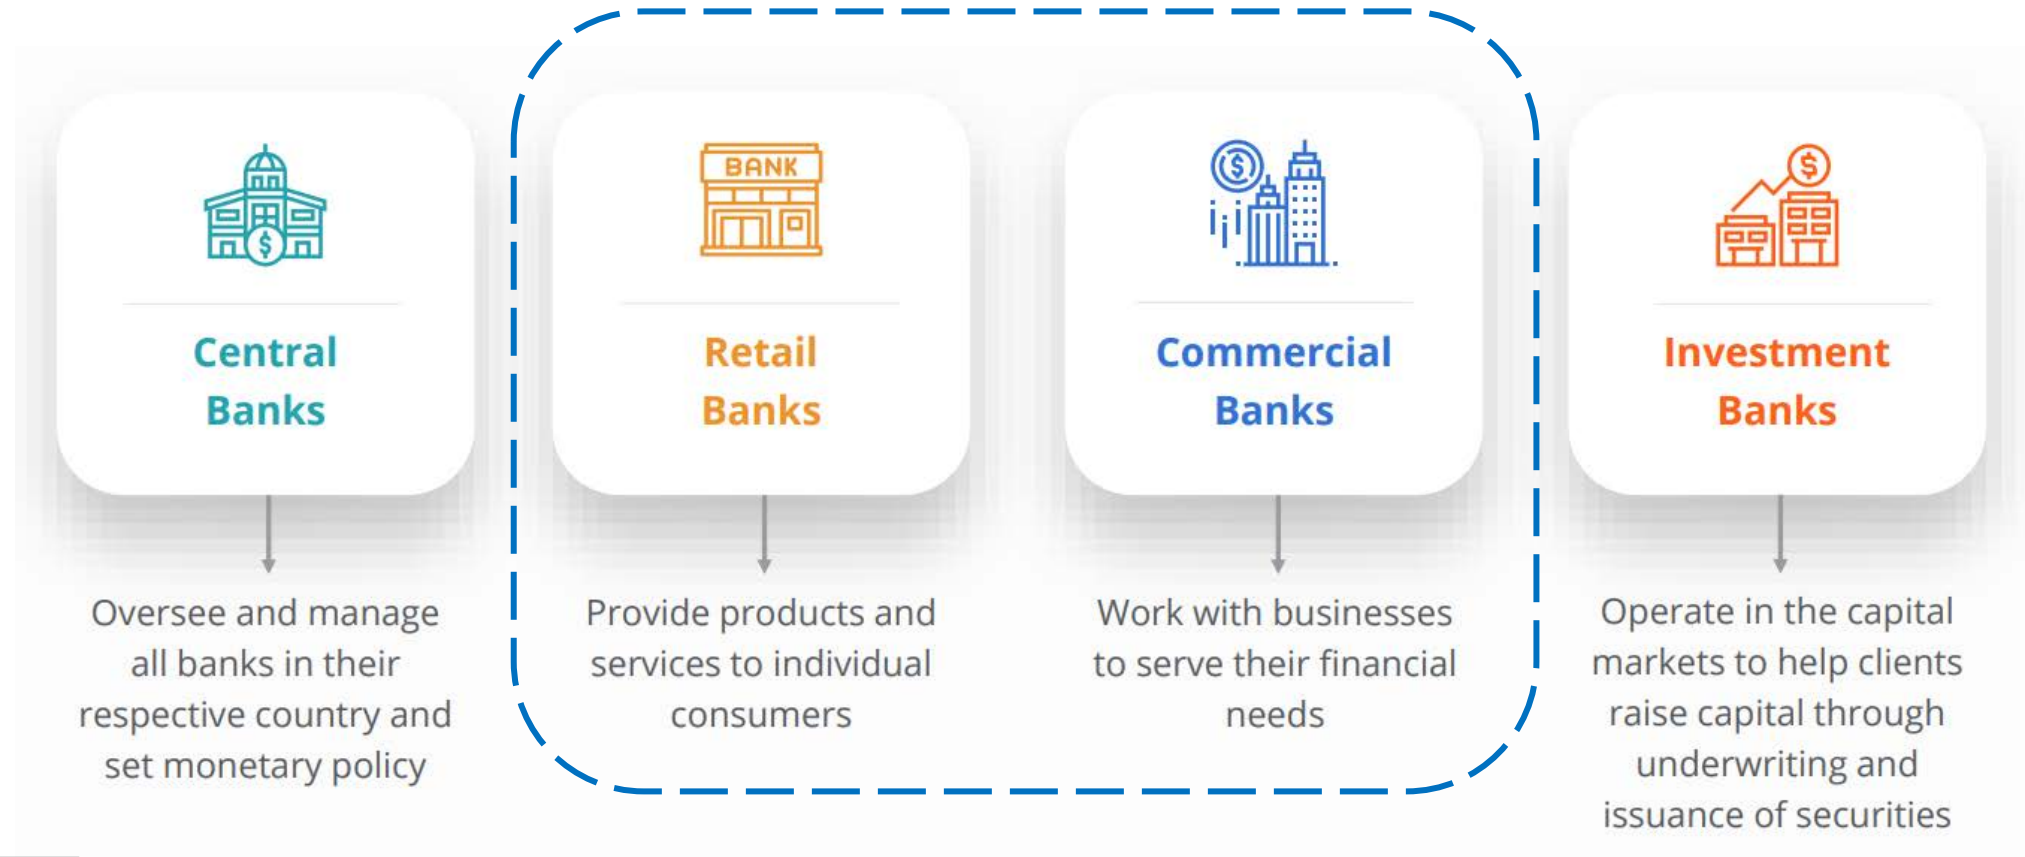 Central
Banks
Oversee and manage
all banks in their
respective country and
set monetary policy
BANK
Retail
Banks
Provide products and
services to individual
consumers
$
Commercial
Banks
Work with businesses
to serve their financial
needs
$
Investment
Banks
Operate in the capital
markets to help clients
raise capital through
underwriting and
issuance of securities